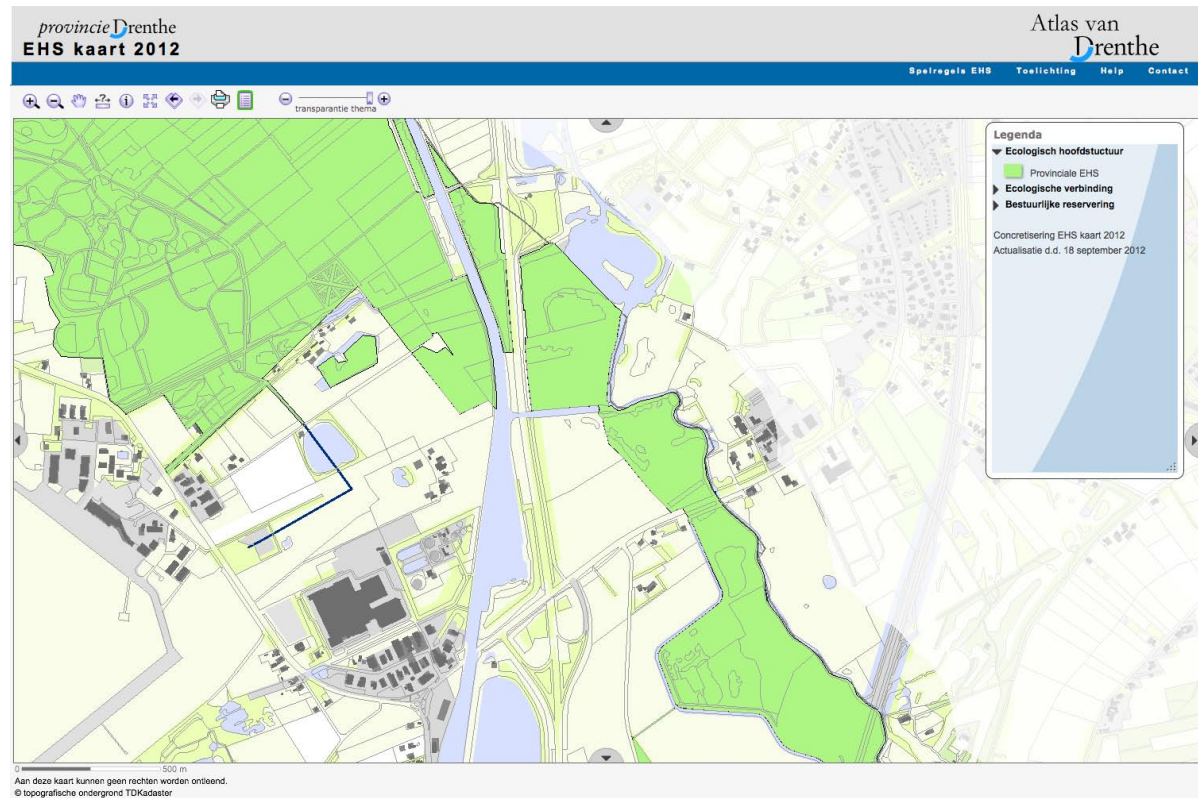 provincie Drenthe
EHS kaart 2012
Atlas van
Drenthe
Spelregels EHS Toelichting Help Contact
transparantie thema
Legenda
Ecologisch hoofdstuctuur
Provinciale EHS
Ecologische verbinding
Bestuurlijke reservering
Concretisering EHS kaart 2012
Actualisatie d.d. 18 september 2012
0 500 m
Aan deze kaart kunnen geen rechten worden ontleend.
© topografische ondergrond TDKadaster